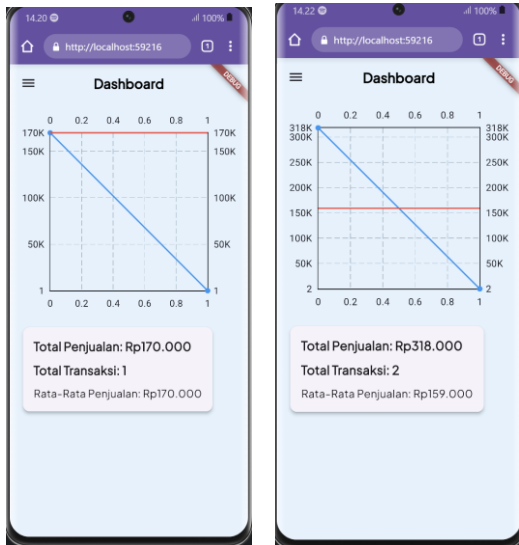 14.20
100%
http://localhost:59216
1
DEBUG
Dashboard
0 0.2 0.4 0.6 0.8 1
170K 170K
150K 150K
100K 100K
50K 50K
1 1
0 0.2 0.4 0.6 0.8 1
Total Penjualan: Rp170.000
Total Transaksi: 1
Rata-Rata Penjualan: Rp170.000
14.22
100%
http://localhost:59216
1
DEBUG
Dashboard
0 0.2 0.4 0.6 0.8 1
318K 318K
300K 300K
250K 250K
200K 200K
150K 150K
100K 100K
50K 50K
2 2
0 0.2 0.4 0.6 0.8 1
Total Penjualan: Rp318.000
Total Transaksi: 2
Rata-Rata Penjualan: Rp159.000